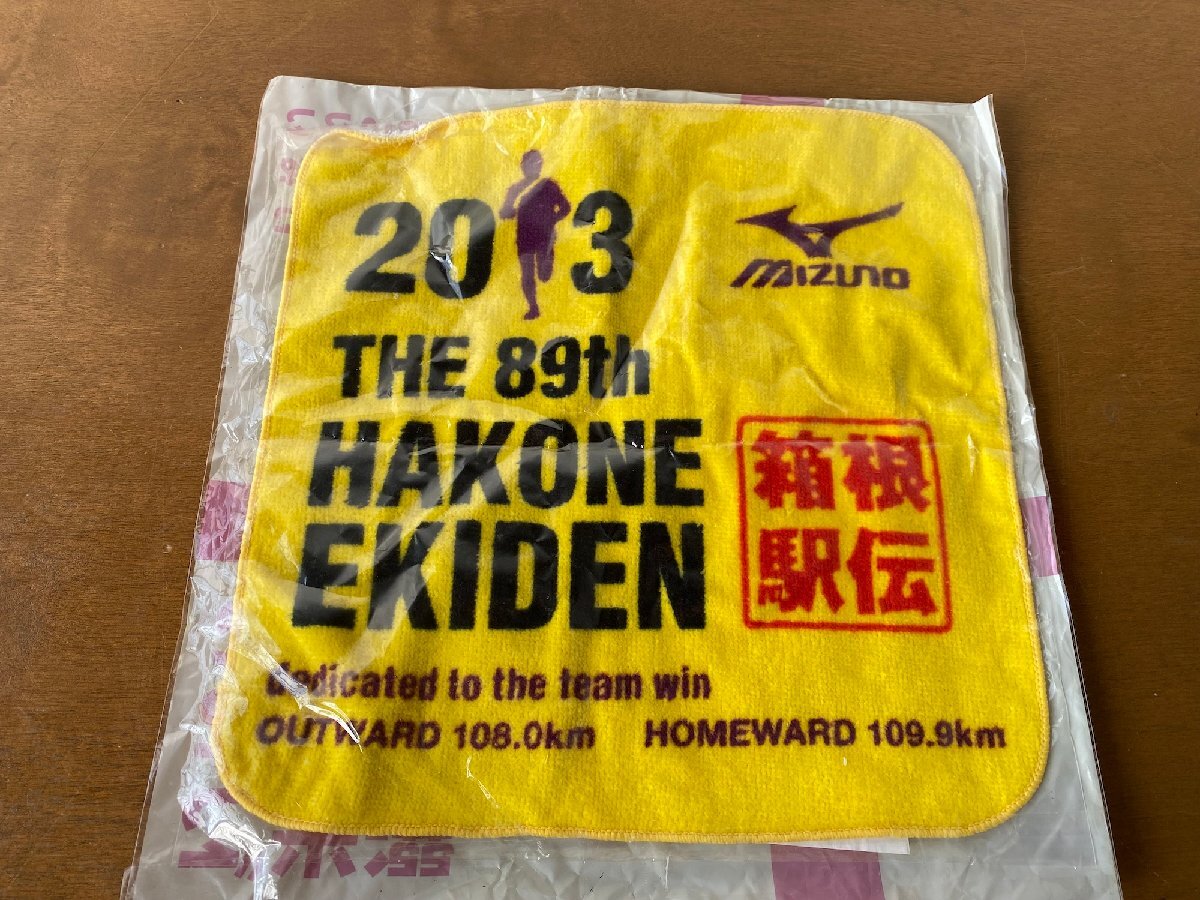 2013
MIZUNO
THE 89th
HAKONE
EKIDEN
箱根
駅伝
dedicated to the team win
OUTWARD 108.0km HOMEWARD 109.9km